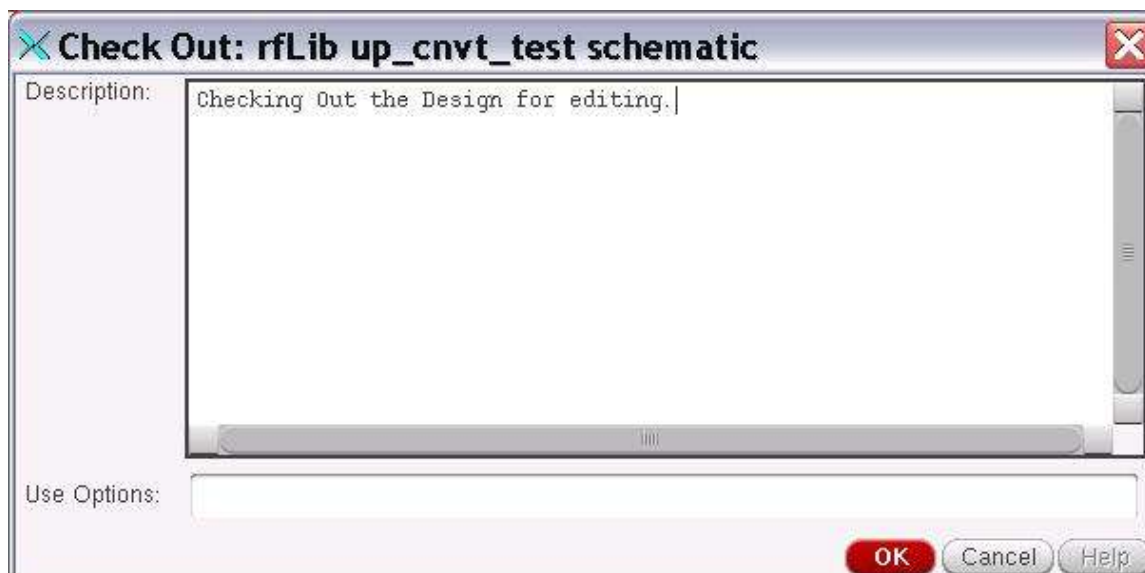 Check Out: rfLib up_cnvt_test schematic
Description:
Checking Out the Design for editing.
Use Options:
OK Cancel Help